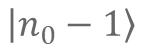 |n₀ − 1⟩